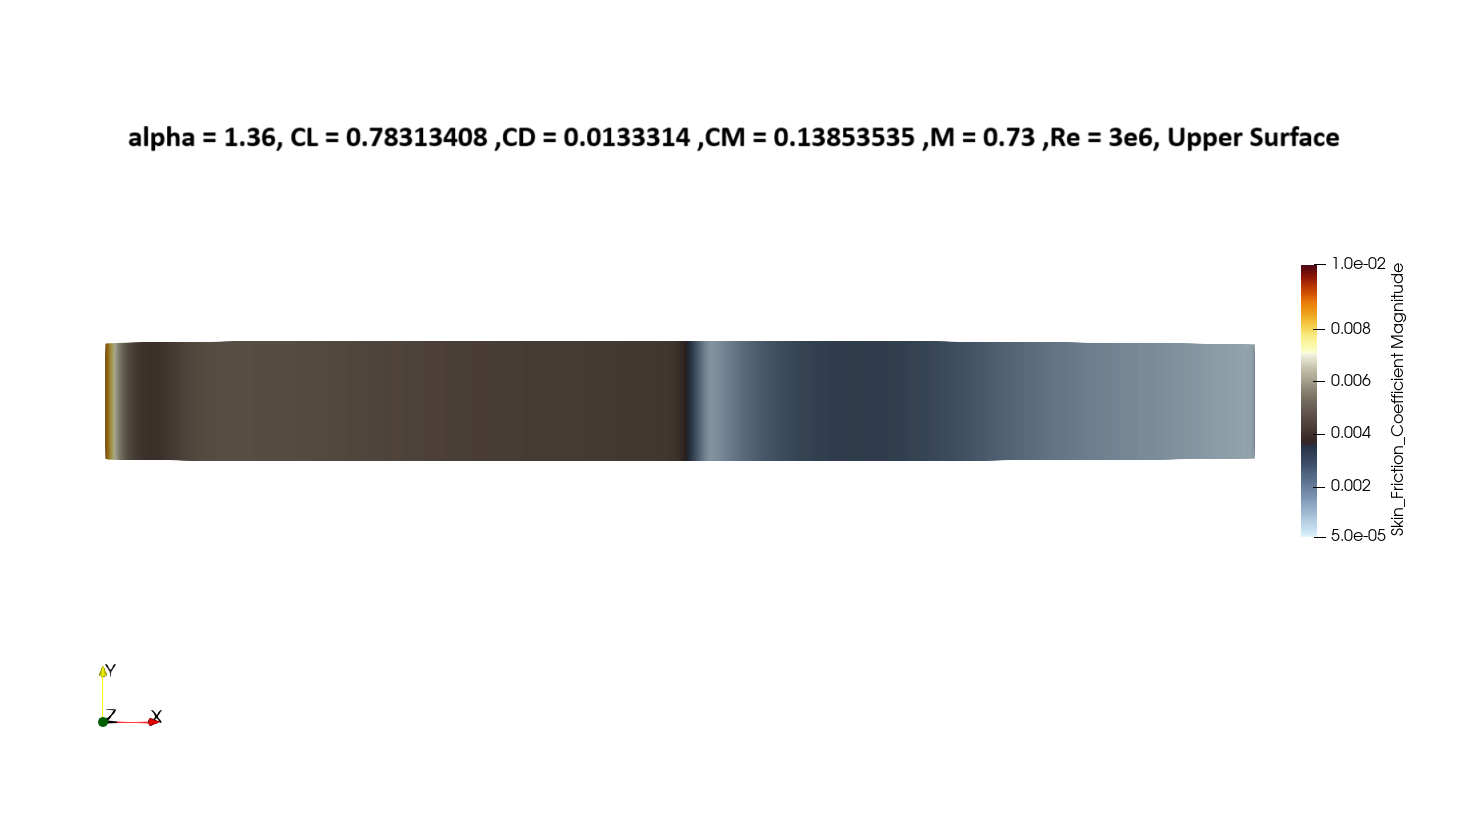 alpha = 1.36, CL = 0.78313408 ,CD = 0.0133314 ,CM = 0.13853535 ,M = 0.73 ,Re = 3e6, Upper Surface
1.0e-02
0.008
0.006
0.004
0.002
5.0e-05
Skin_Friction_Coefficient Magnitude
Y
Z
X